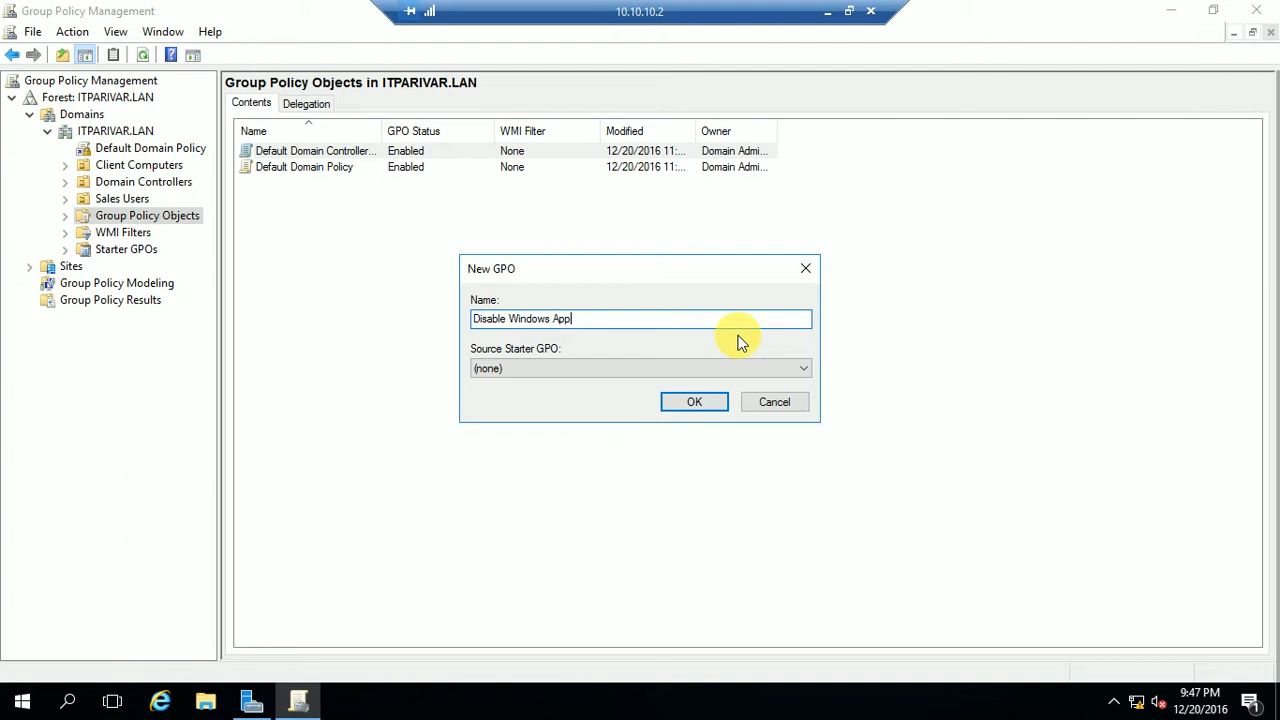 Group Policy Management
10.10.10.2
File Action View Window Help
Group Policy Management
Forest: ITPARIVAR.LAN
Domains
ITPARIVAR.LAN
Default Domain Policy
Client Computers
Domain Controllers
Sales Users
Group Policy Objects
WMI Filters
Starter GPOs
Sites
Group Policy Modeling
Group Policy Results
Group Policy Objects in ITPARIVAR.LAN
Contents Delegation
Name GPO Status WMI Filter Modified Owner
Default Domain Controller... Enabled None 12/20/2016 11:... Domain Admi...
Default Domain Policy Enabled None 12/20/2016 11:... Domain Admi...
New GPO
Name:
Disable Windows App
Source Starter GPO:
(none)
OK Cancel
9:47 PM
12/20/2016
1